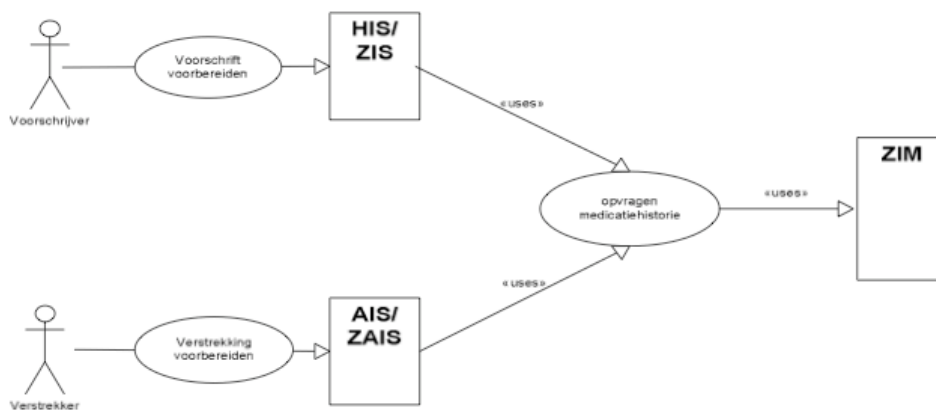 HIS/
ZIS
Voorschrift
voorbereiden
Voorschrijver
«uses»
ZIM
opvragen
medicatiehistorie
«uses»
«uses»
AIS/
ZAIS
Verstrekking
voorbereiden
Verstrekker